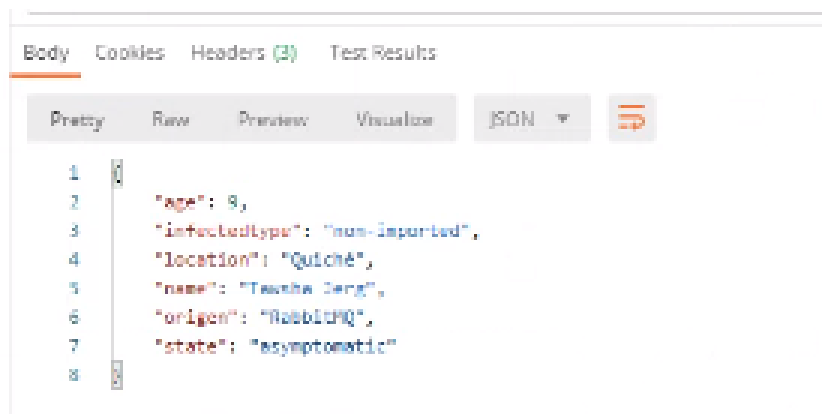 Body Cookies Headers (3) Test Results
Pretty Raw Preview Visualize JSON
1 {
2 "age": 9,
3 "infectedtype": "non-imported",
4 "location": "Quiché",
5 "name":
6 "origen": "RabbitMQ",
7 "state": "asymptomatic"
8 }